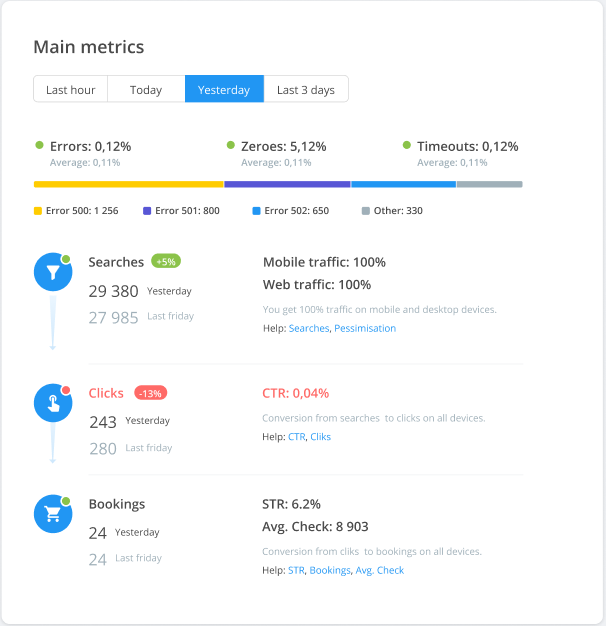 Main metrics
Last hour Today Yesterday Last 3 days
Errors: 0,12% Zeroes: 5,12% Timeouts: 0,12%
Average: 0,11% Average: 0,11% Average: 0,11%
Error 500: 1 256 Error 501: 800 Error 502: 650 Other: 330
Searches +5%
29 380 Yesterday
27 985 Last friday
Mobile traffic: 100%
Web traffic: 100%
You get 100% traffic on mobile and desktop devices.
Help: Searches, Pessimisation
Clicks -13%
243 Yesterday
280 Last friday
CTR: 0,04%
Conversion from searches to clicks on all devices.
Help: CTR, Cliks
Bookings
24 Yesterday
24 Last friday
STR: 6.2%
Avg. Check: 8 903
Conversion from cliks to bookings on all devices.
Help: STR, Bookings, Avg. Check